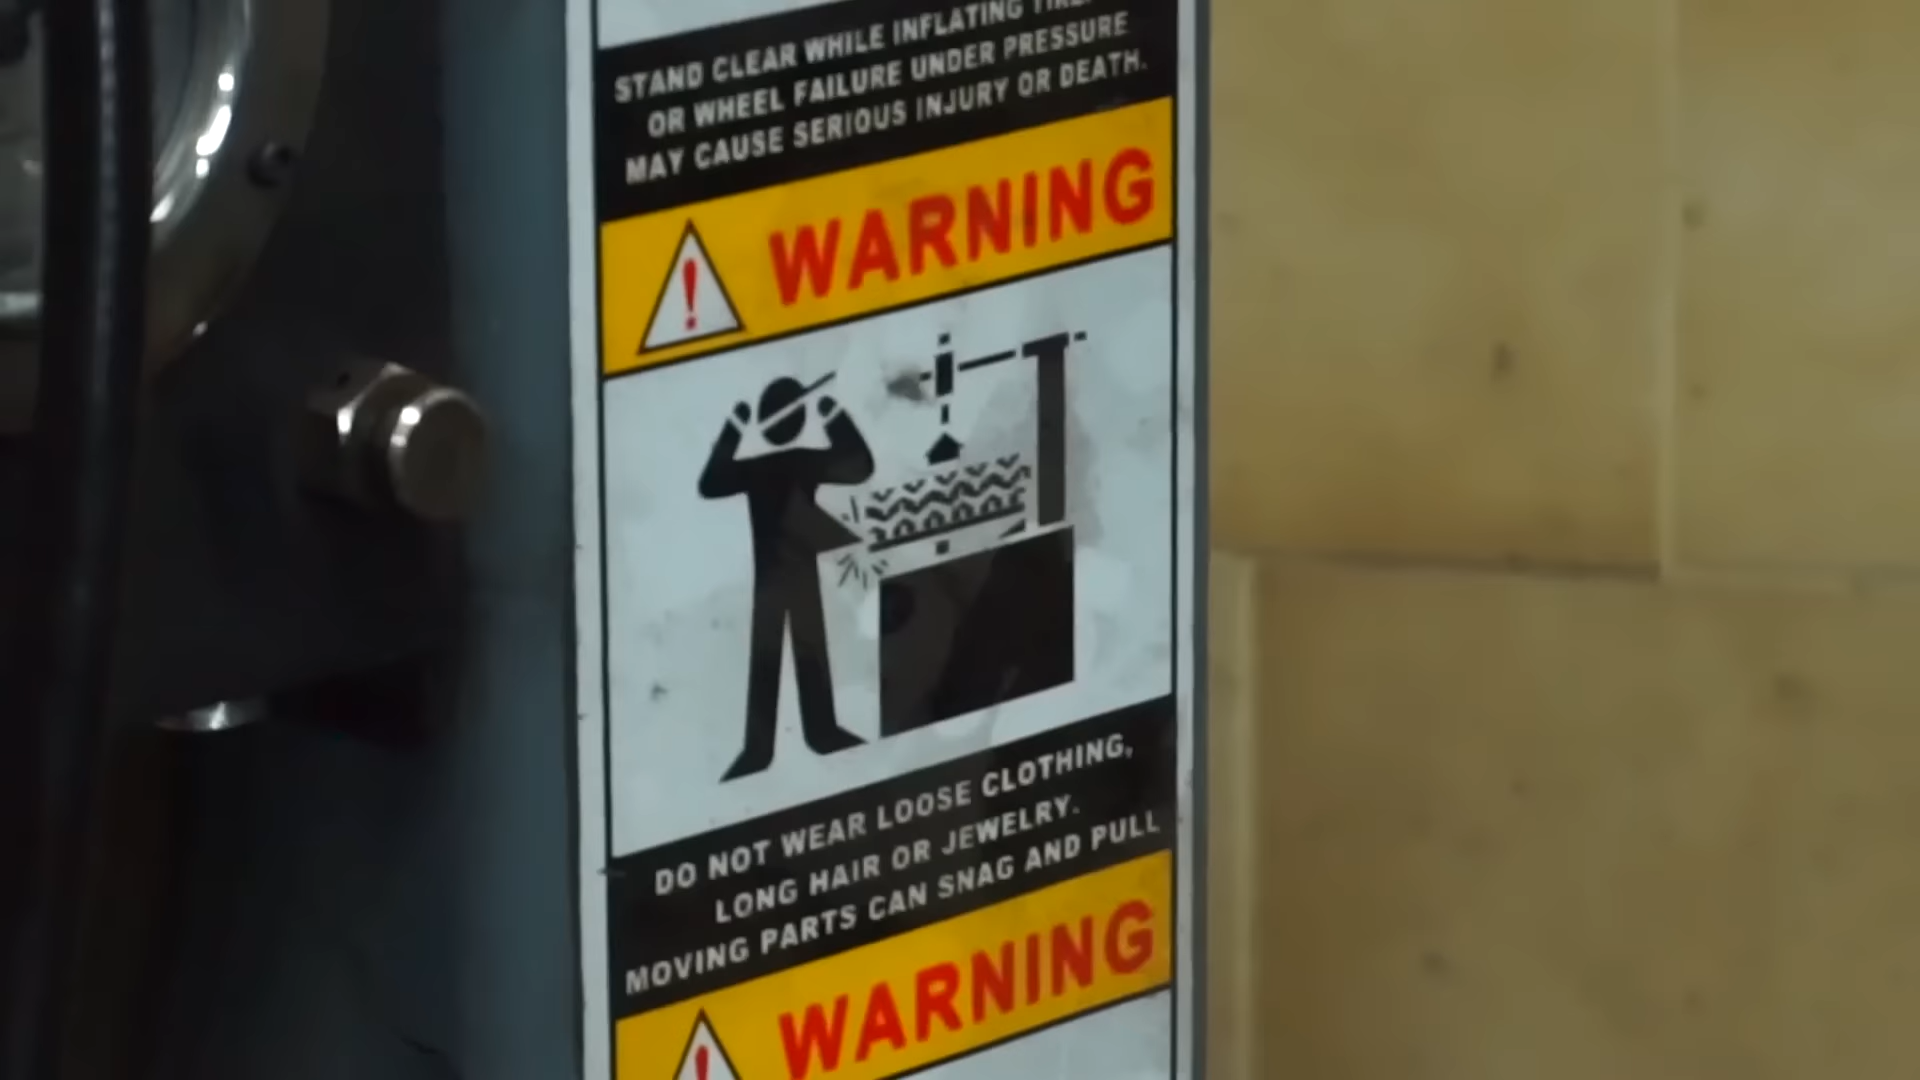 STAND CLEAR WHILE INFLATING TIRE.
OR WHEEL FAILURE UNDER PRESSURE
MAY CAUSE SERIOUS INJURY OR DEATH.
! WARNING
DO NOT WEAR LOOSE CLOTHING,
LONG HAIR OR JEWELRY.
MOVING PARTS CAN SNAG AND PULL
! WARNING